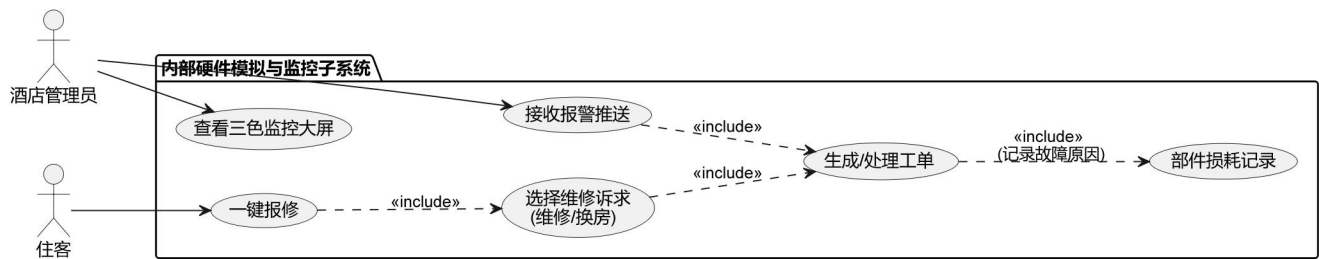 内部硬件模拟与监控子系统
酒店管理员
查看三色监控大屏
接收报警推送
«include»
生成/处理工单
«include»
(记录故障原因)
部件损耗记录
«include»
住客
一键报修
«include»
选择维修诉求
(维修/换房)